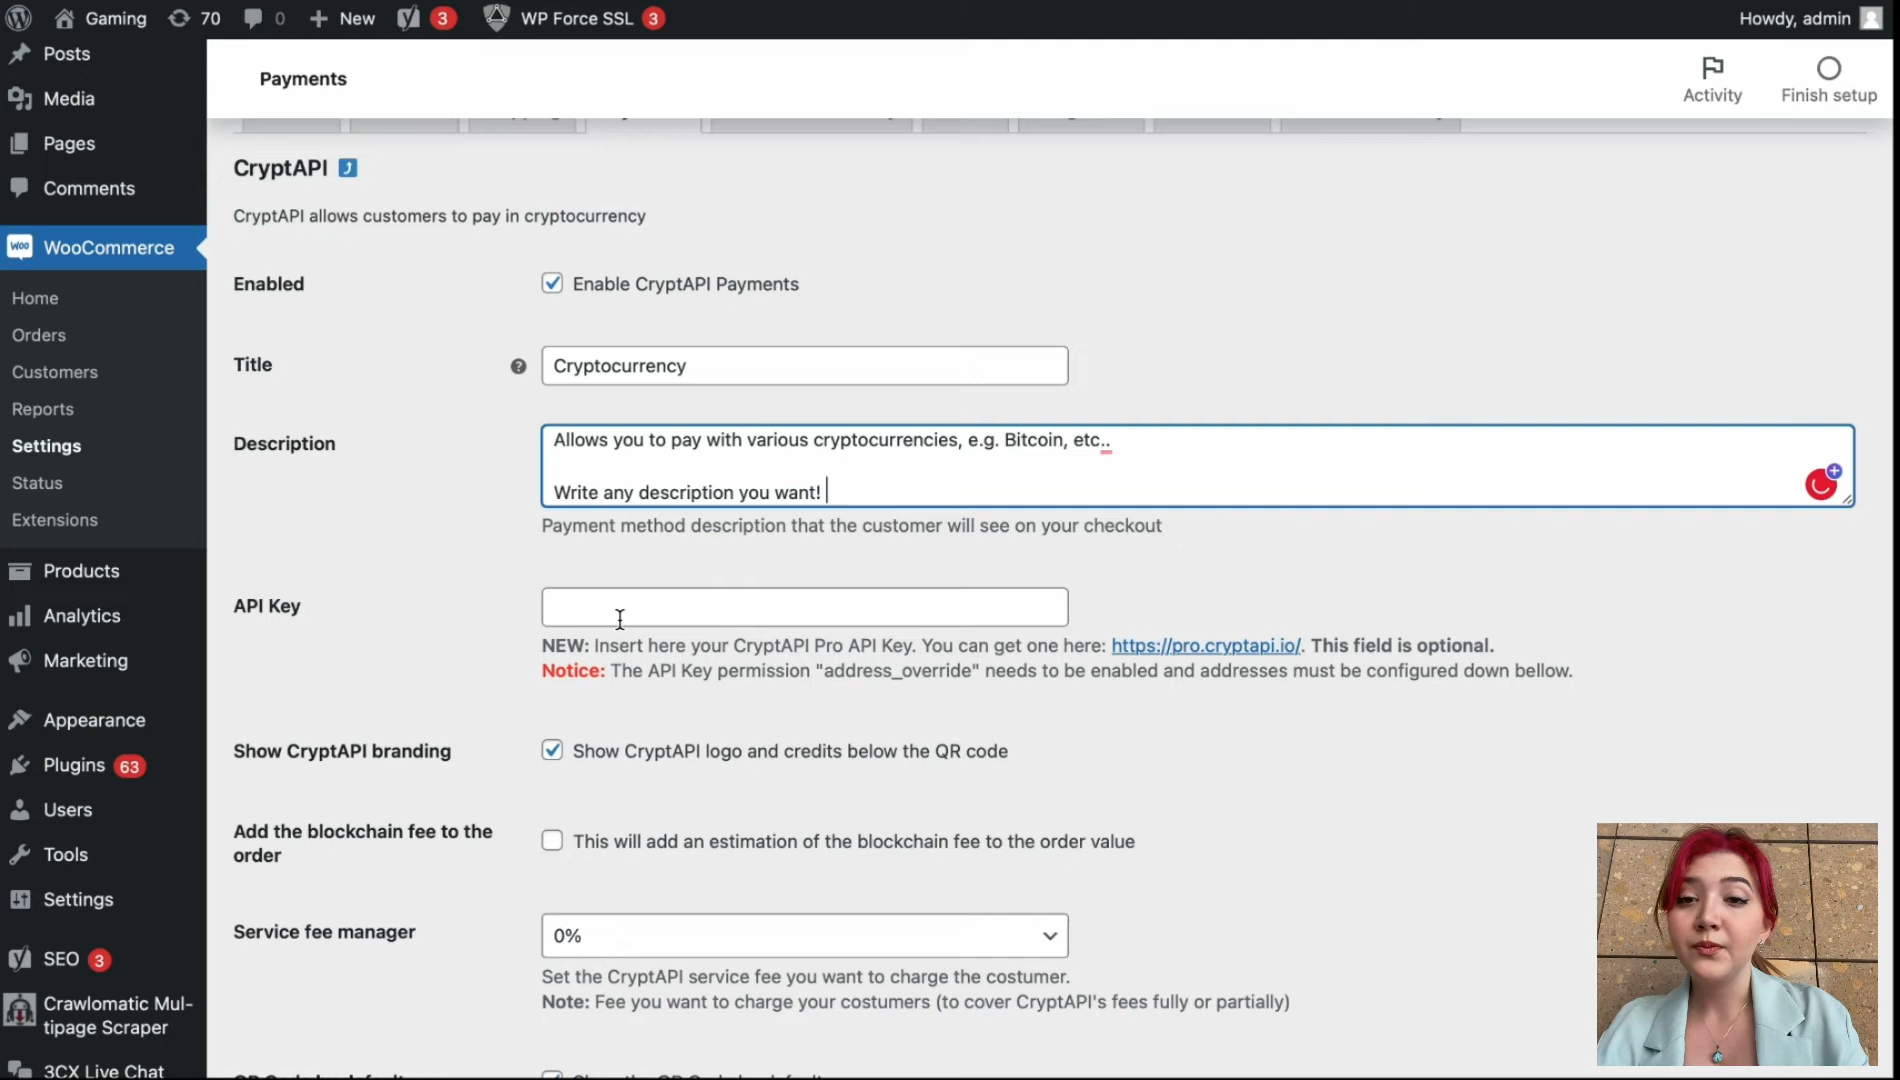 Gaming 70 0 New 3 WP Force SSL 3 Howdy, admin
Posts
Media
Pages
Comments
WooCommerce
Home
Orders
Customers
Reports
Settings
Status
Extensions
Products
Analytics
Marketing
Appearance
Plugins 63
Users
Tools
Settings
SEO 3
Crawlomatic Mul-
tipage Scraper
3CX Live Chat
Payments
Activity
Finish setup
CryptAPI
CryptAPI allows customers to pay in cryptocurrency
Enabled
Enable CryptAPI Payments
Title
Cryptocurrency
Description
Allows you to pay with various cryptocurrencies, e.g. Bitcoin, etc..
Write any description you want!
Payment method description that the customer will see on your checkout
API Key
NEW: Insert here your CryptAPI Pro API Key. You can get one here: https://pro.cryptapi.io/. This field is optional.
Notice: The API Key permission "address_override" needs to be enabled and addresses must be configured down bellow.
Show CryptAPI branding
Show CryptAPI logo and credits below the QR code
Add the blockchain fee to the
order
This will add an estimation of the blockchain fee to the order value
Service fee manager
0%
Set the CryptAPI service fee you want to charge the costumer.
Note: Fee you want to charge your costumers (to cover CryptAPI's fees fully or partially)